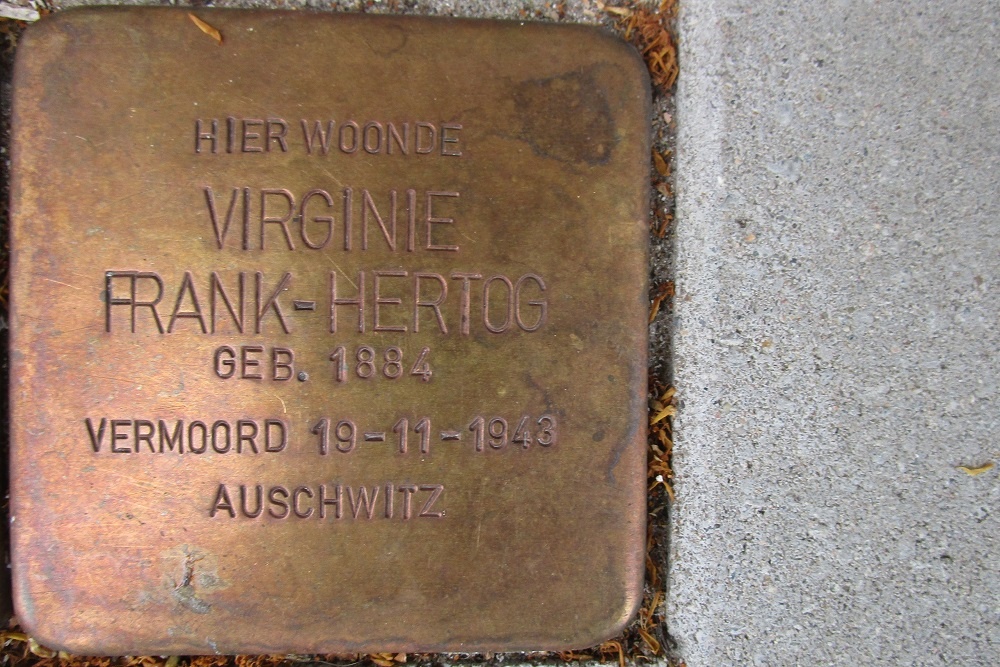 HIER WOONDE
VIRGINIE
FRANK-HERTOG
GEB. 1884
VERMOORD 19-11-1943
AUSCHWITZ